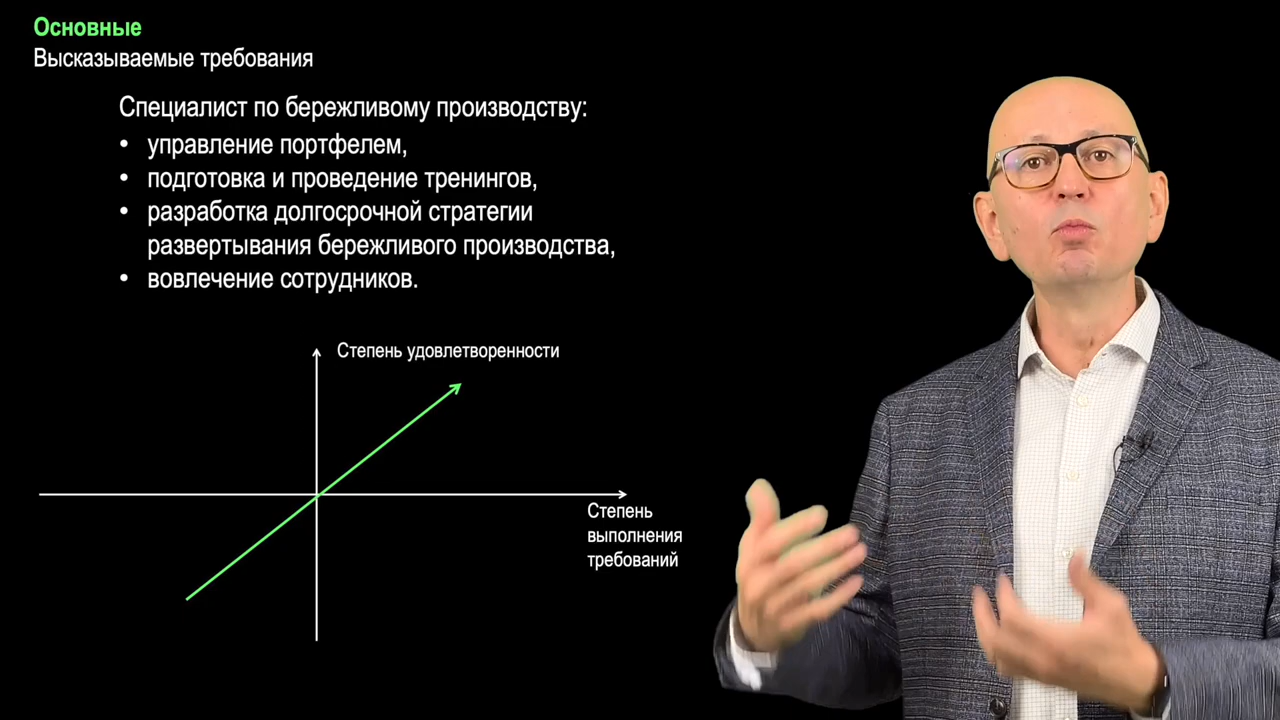 Основные
Высказываемые требования
Специалист по бережливому производству:
• управление портфелем,
• подготовка и проведение тренингов,
• разработка долгосрочной стратегии
развертывания бережливого производства,
• вовлечение сотрудников.
Степень удовлетворенности
Степень
выполнения
требований